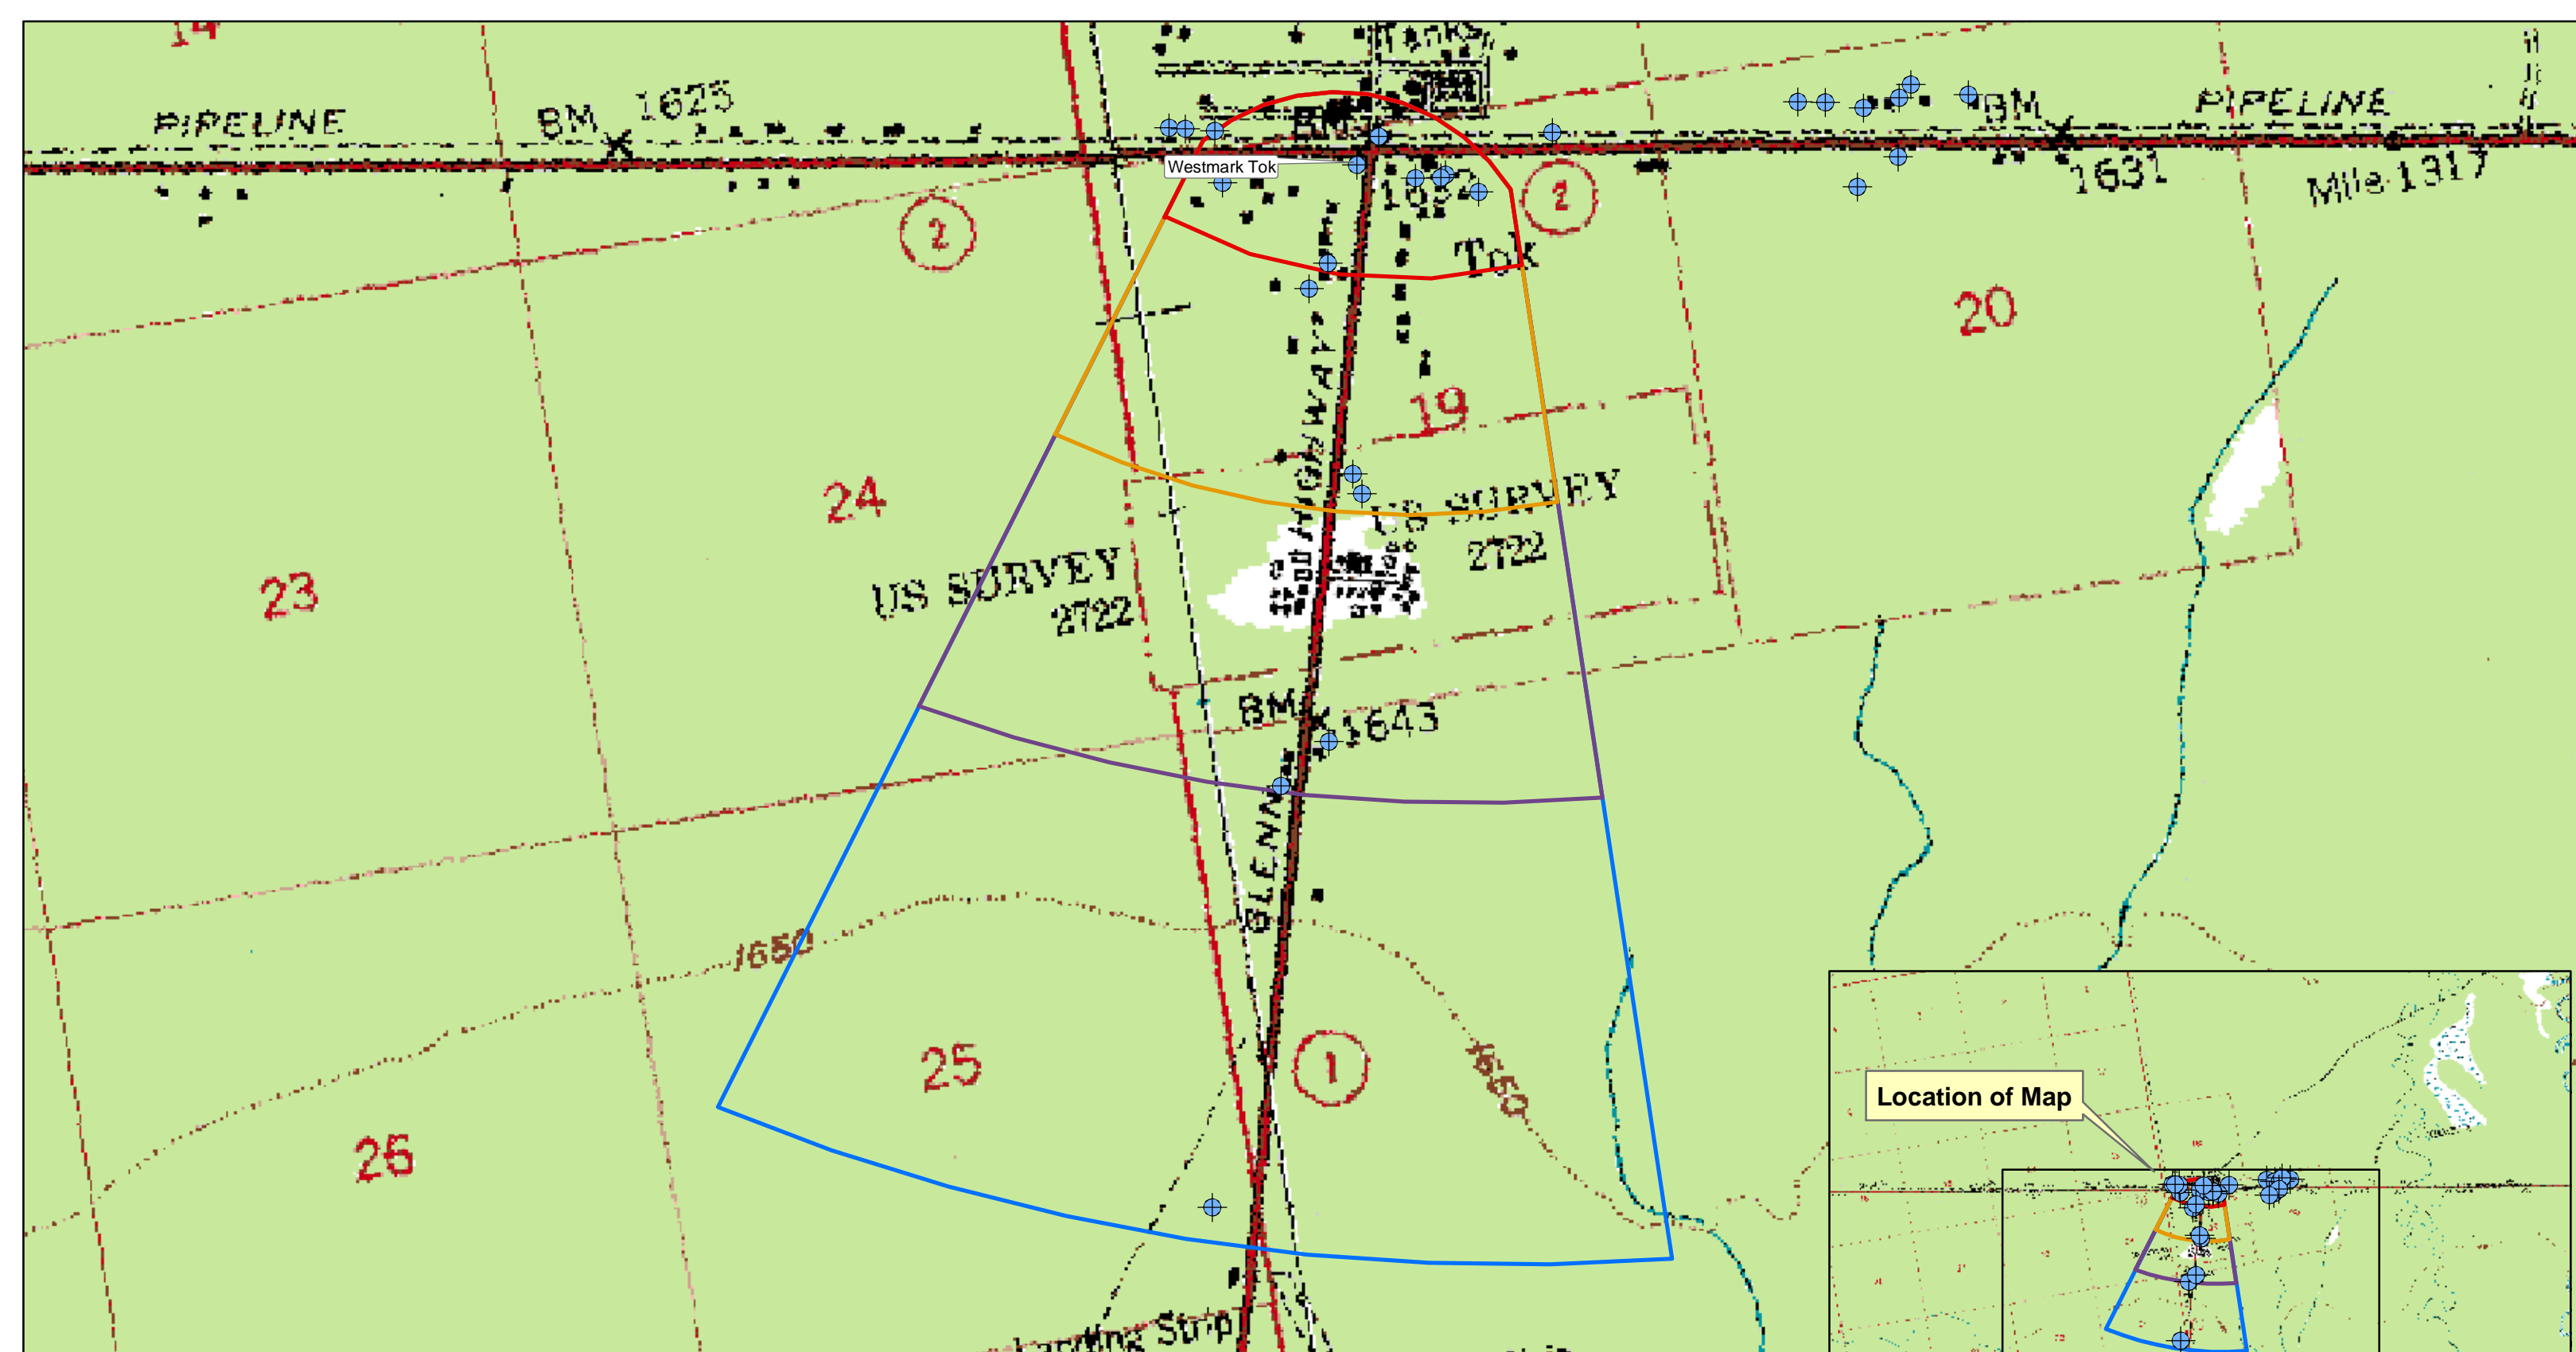 14
Tanks
PIPELINE
BM 1625
BM
PIPELINE
1631
Mile 1317
Westmark Tok
1632
2
2
Tok
20
19
24
US SURVEY
2722
US SURVEY
2722
23
HIGHWAY
BM
1643
GLENN
1650
25
1
1650
26
Location of Map
Landing Strip